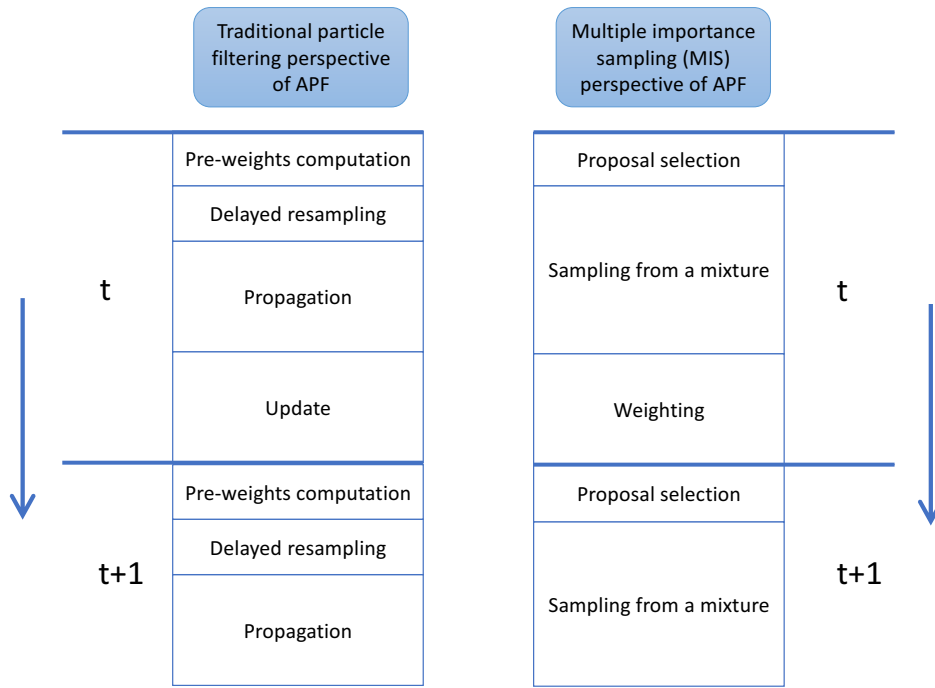 Traditional particle
filtering perspective
of APF
Multiple importance
sampling (MIS)
perspective of APF
Pre-weights computation
Delayed resampling
t
Propagation
Update
Proposal selection
Sampling from a mixture
t
Weighting
Pre-weights computation
Delayed resampling
t+1
Propagation
Proposal selection
t+1
Sampling from a mixture